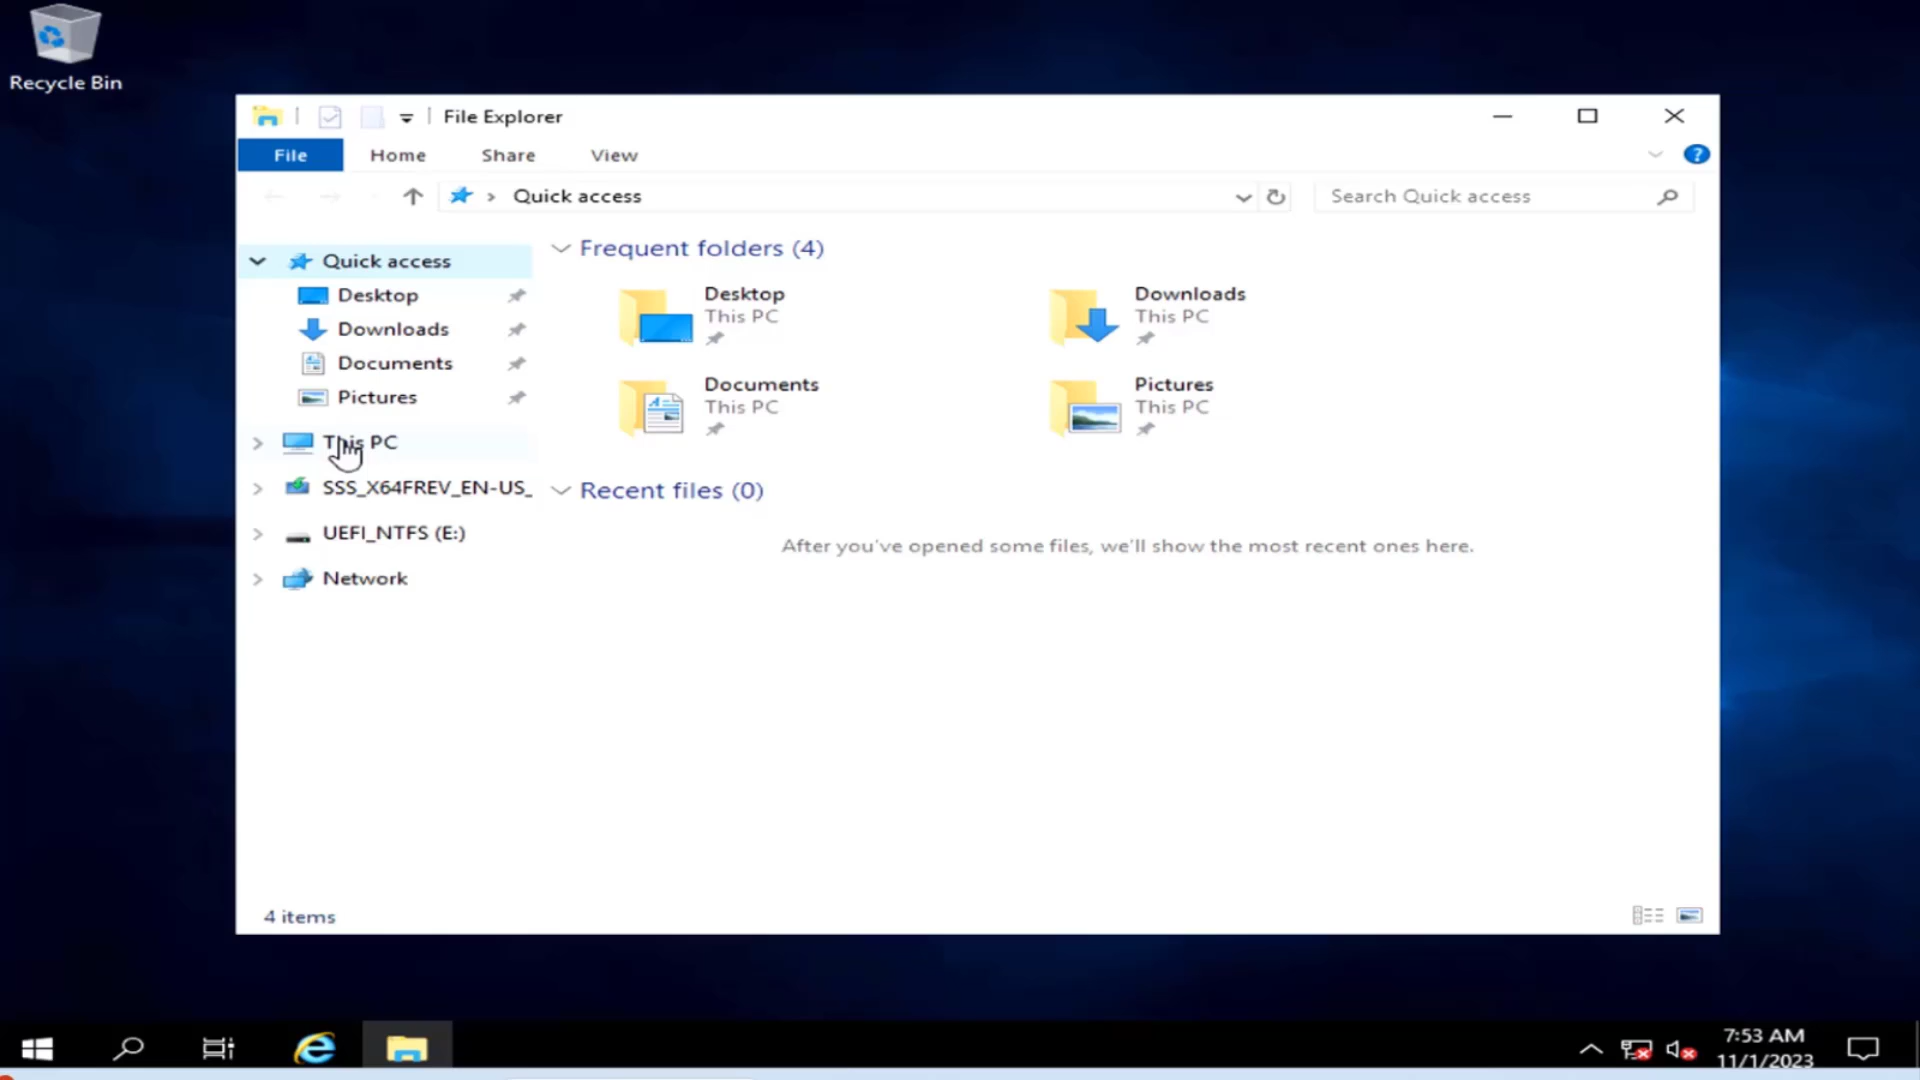 Recycle Bin
File Explorer
File
Home
Share
View
Quick access
Search Quick access
Quick access
Desktop
Downloads
Documents
Pictures
This PC
SSS_X64FREV_EN-US_
UEFI_NTFS (E:)
Network
Frequent folders (4)
Desktop
This PC
Downloads
This PC
Documents
This PC
Pictures
This PC
Recent files (0)
After you've opened some files, we'll show the most recent ones here.
4 items
7:53 AM
11/1/2023